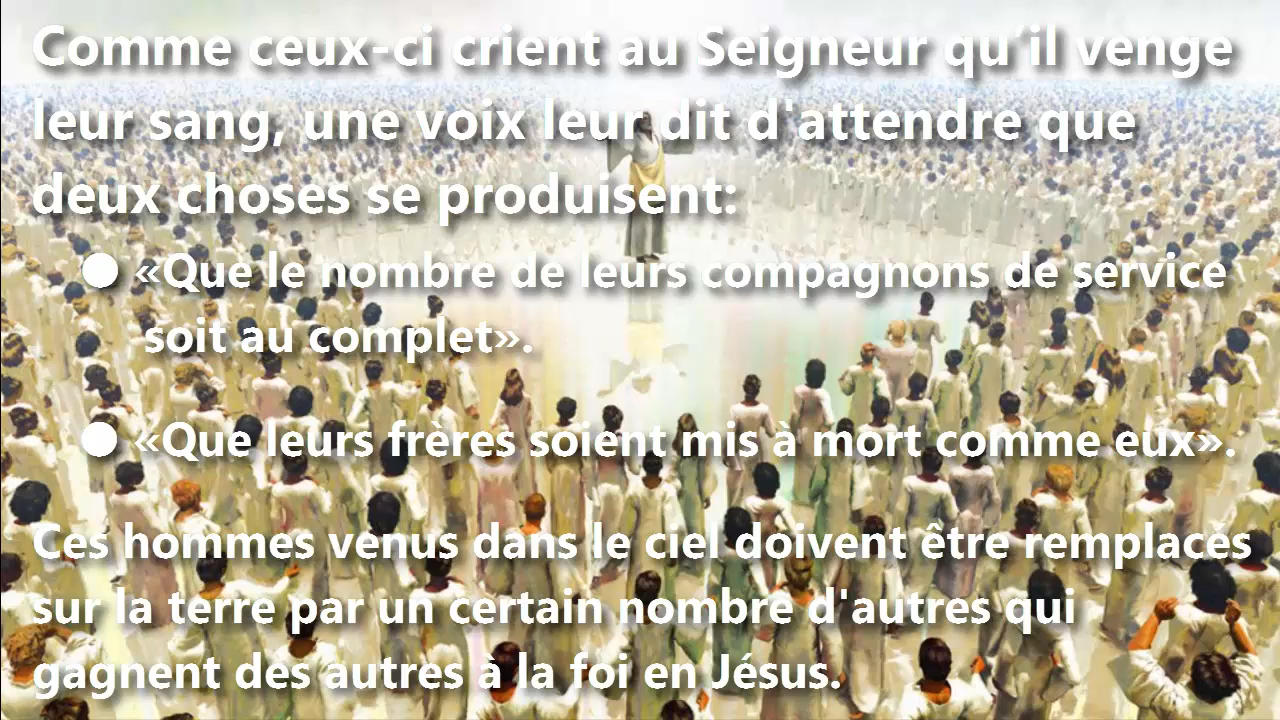 Comme ceux-ci crient au Seigneur qu'il venge
leur sang, une voix leur dit d'attendre que
deux choses se produisent:
● «Que le nombre de leurs compagnons de service
soit au complet».
● «Que leurs frères soient mis à mort comme eux».
Ces hommes venus dans le ciel doivent être remplacés
sur la terre par un certain nombre d'autres qui
gagnent des autres à la foi en Jésus.